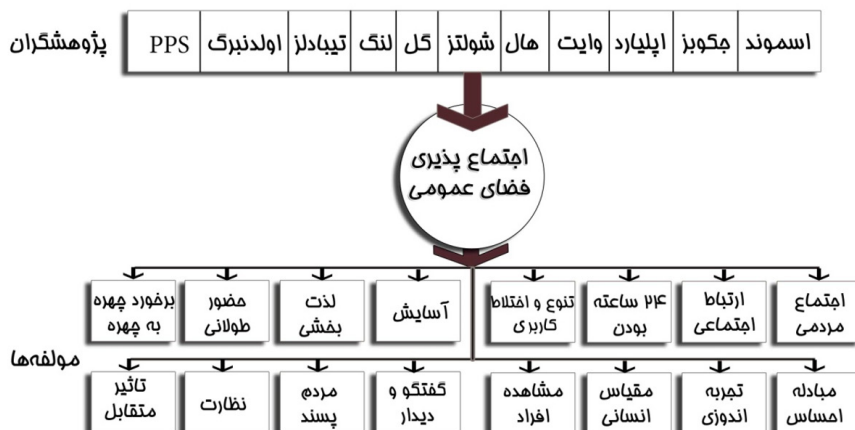 پژوهشگران
اسموند
جکوبز
اپلیارد
وایت
هال
شولتز
گل
لنگ
تیبادلز
اولدنبرگ
PPS
اجتماع پذیری
فضای عمومی
مولفه‌ها
اجتماع
مردمی
ارتباط
اجتماعی
۲۴ ساعته
بودن
تنوع و اختلاط
کاربری
آسایش
لذت
بخشی
حضور
طولانی
برخورد چهره
به چهره
مبادله
احساس
تجربه
اندوزی
مقیاس
انسانی
مشاهده
افراد
گفتگو و
دیدار
مردم
پسند
نظارت
تاثیر
متقابل